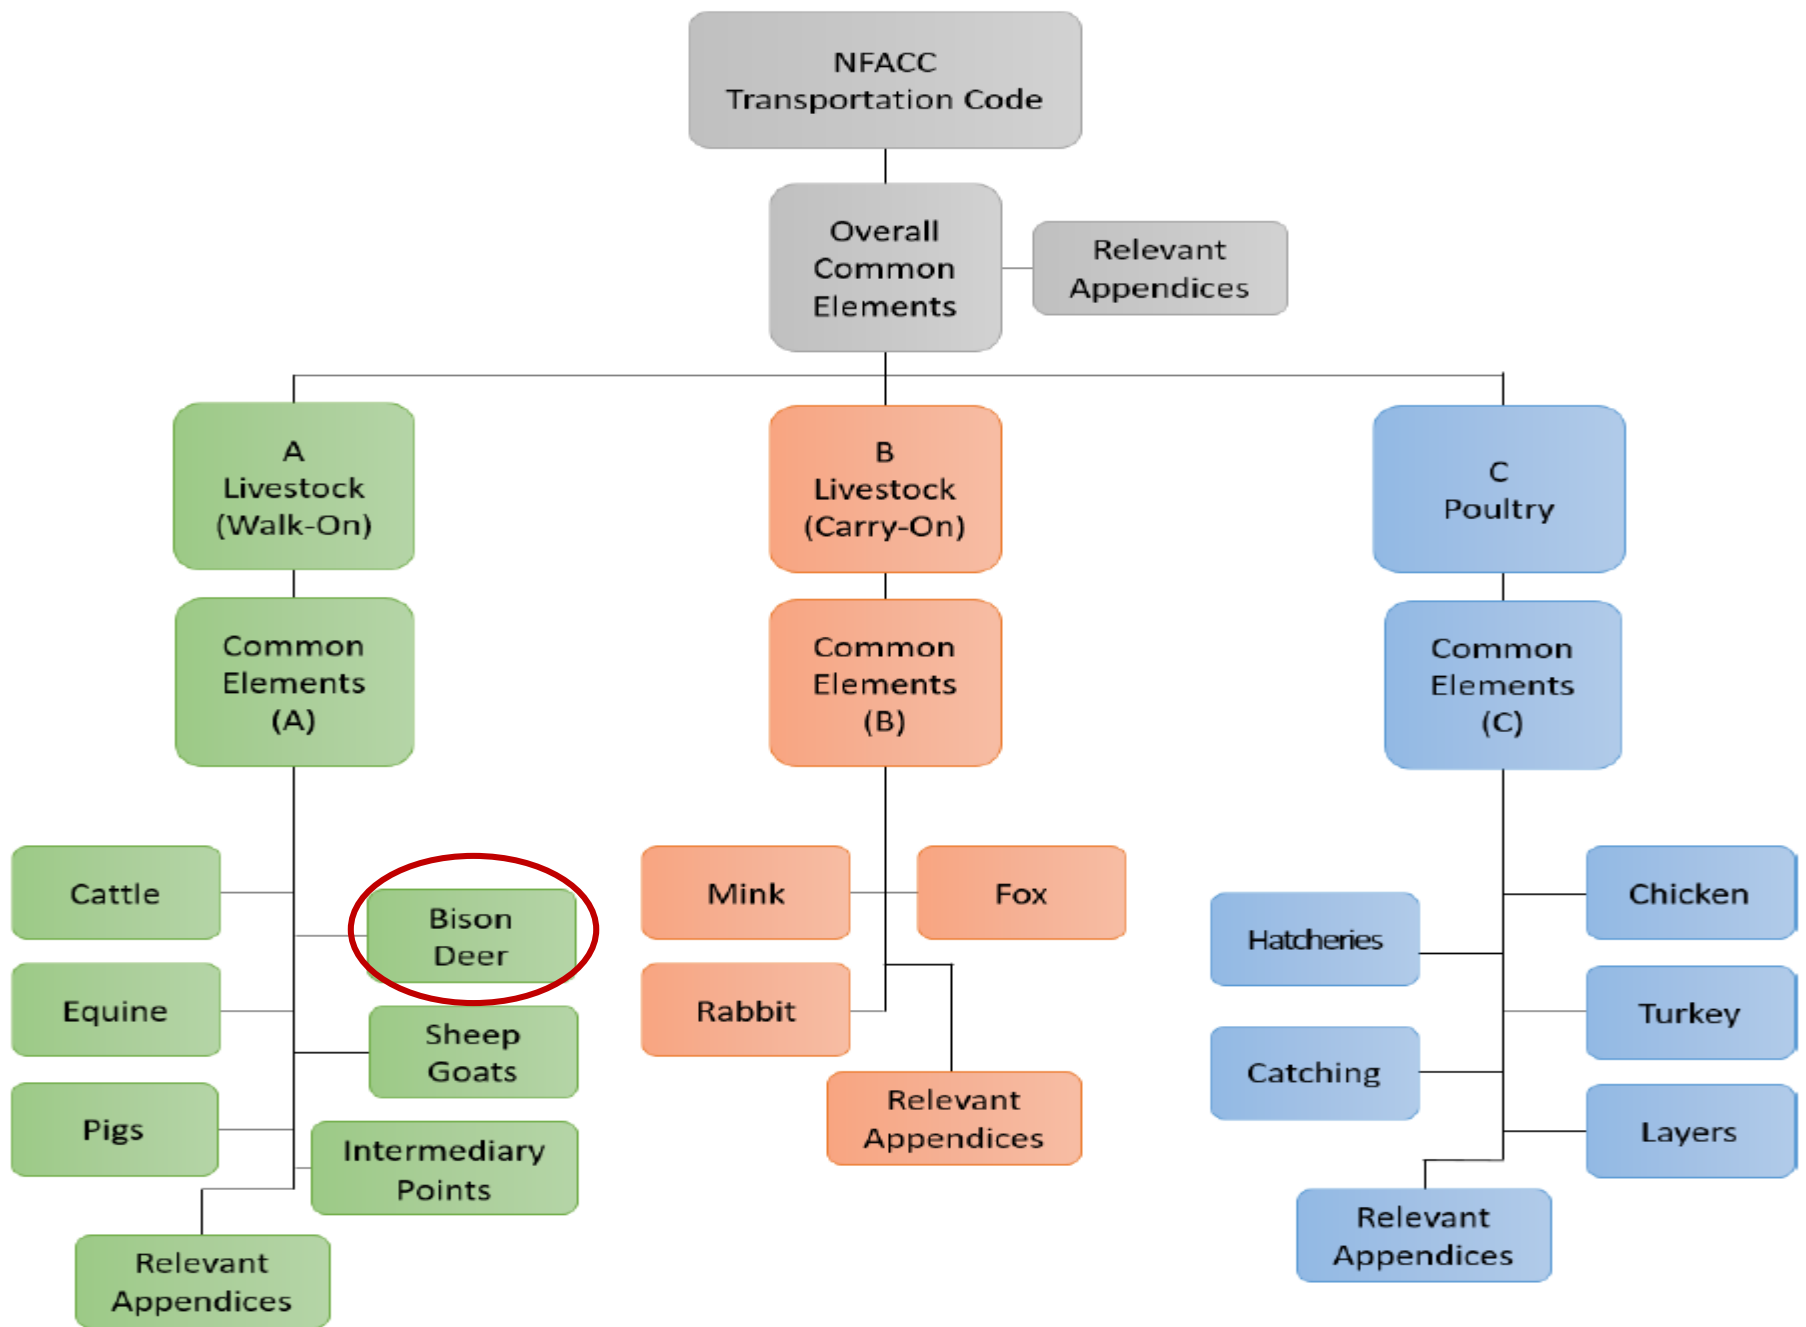 NFACC
Transportation Code
Overall
Common
Elements
Relevant
Appendices
A
Livestock
(Walk-On)
B
Livestock
(Carry-On)
C
Poultry
Common
Elements
(A)
Common
Elements
(B)
Common
Elements
(C)
Cattle
Bison
Deer
Equine
Sheep
Goats
Pigs
Intermediary
Points
Relevant
Appendices
Mink
Fox
Rabbit
Relevant
Appendices
Hatcheries
Chicken
Turkey
Catching
Layers
Relevant
Appendices